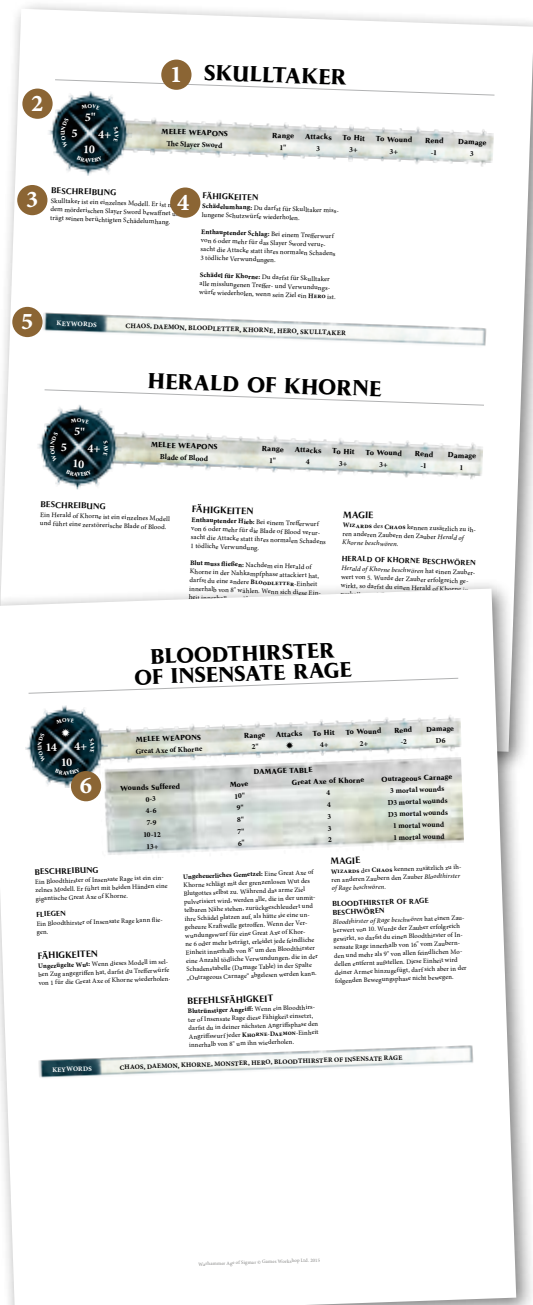 1 SKULLTAKER
2
MOVE
5"
WOUNDS 5 4+ SAVE
10
BRAVERY
MELEE WEAPONS Range Attacks To Hit To Wound Rend Damage
The Slayer Sword 1" 3 3+ 3+ -1 3
3
BESCHREIBUNG
Skulltaker ist ein einzelnes Modell. Er ist
dem mörderischen Slayer Sword bewaffnet
trägt seinen berüchtigten Schädelumhang.
4
FÄHIGKEITEN
Schädelumhang: Du darfst für Skulltaker miss-
lungene Schutzwürfe wiederholen.
Enthauptender Schlag: Bei einem Trefferwurf
von 6 oder mehr für das Slayer Sword verur-
sacht die Attacke statt ihres normalen Schadens
3 tödliche Verwundungen.
Schädel für Khorne: Du darfst für Skulltaker
alle misslungenen Treffer- und Verwundungs-
würfe wiederholen, wenn sein Ziel ein HERO ist.
5
KEYWORDS CHAOS, DAEMON, BLOODLETTER, KHORNE, HERO, SKULLTAKER
HERALD OF KHORNE
MOVE
5"
WOUNDS 5 4+ SAVE
10
BRAVERY
MELEE WEAPONS Range Attacks To Hit To Wound Rend Damage
Blade of Blood 1" 4 3+ 3+ -1 1
BESCHREIBUNG
Ein Herald of Khorne ist ein einzelnes Modell
und führt eine zerstörerische Blade of Blood.
FÄHIGKEITEN
Enthauptender Hieb: Bei einem Trefferwurf
von 6 oder mehr für die Blade of Blood verur-
sacht die Attacke statt ihres normalen Schadens
1 tödliche Verwundung.
Blut muss fließen: Nachdem ein Herald of
Khorne in der Nahkampfphase attackiert hat,
darfst du eine andere BLOODLETTER-Einheit
innerhalb von 8" wählen. Wenn sich diese Ein-
MAGIE
WIZARDS des CHAOS kennen zusätzlich zu ih-
ren anderen Zaubern den Zauber Herald of
Khorne beschwören.
HERALD OF KHORNE BESCHWÖREN
Herald of Khorne beschwören hat einen Zauber-
wert von 5. Wurde der Zauber erfolgreich ge-
wirkt, so darfst du einen Herald of Khorne
BLOODTHIRSTER
OF INSENSATE RAGE
MOVE
✹
WOUNDS 14 4+ SAVE
10
BRAVERY
MELEE WEAPONS Range Attacks To Hit To Wound Rend Damage
Great Axe of Khorne 2" ✹ 4+ 2+ -2 D6
6
DAMAGE TABLE
Wounds Suffered Move Great Axe of Khorne Outrageous Carnage
0-3 10" 4 3 mortal wounds
4-6 9" 4 D3 mortal wounds
7-9 8" 3 D3 mortal wounds
10-12 7" 3 1 mortal wound
13+ 6" 2 1 mortal wound
BESCHREIBUNG
Ein Bloodthirster of Insensate Rage ist ein ein-
zelnes Modell. Er führt mit beiden Händen eine
gigantische Great Axe of Khorne.
FLIEGEN
Ein Bloodthirster of Insensate Rage kann flie-
gen.
FÄHIGKEITEN
Ungezügelte Wut: Wenn dieses Modell im sel-
ben Zug angegriffen hat, darfst du Trefferwürfe
von 1 für die Great Axe of Khorne wiederholen.
Ungeheuerliches Gemetzel: Eine Great Axe of
Khorne schlägt mit der grenzenlosen Wut des
Blutgottes selbst zu. Während das arme Ziel
pulverisiert wird, werden alle, die in der unmit-
telbaren Nähe stehen, zurückgeschleudert und
ihre Schädel platzen auf, als hätte sie eine un-
geheure Kraftwelle getroffen. Wenn der Ver-
wundungswurf für eine Great Axe of Khor-
ne 6 oder mehr beträgt, erleidet jede feindliche
Einheit innerhalb von 8" um den Bloodthirster
eine Anzahl tödliche Verwundungen, die in der
Schadenstabelle (Damage Table) in der Spalte
„Outrageous Carnage“ abgelesen werden kann.
BEFEHLSFÄHIGKEIT
Blutrünstiger Angriff: Wenn ein Bloodthirs-
ter of Insensate Rage diese Fähigkeit einsetzt,
darfst du in deiner nächsten Angriffsphase den
Angriffswurf jeder KHORNE-DAEMON-Einheit
innerhalb von 8" um ihn wiederholen.
MAGIE
WIZARDS des CHAOS kennen zusätzlich zu ih-
ren anderen Zaubern den Zauber Bloodthirster
of Rage beschwören.
BLOODTHIRSTER OF RAGE
BESCHWÖREN
Bloodthirster of Rage beschwören hat einen Zau-
berwert von 10. Wurde der Zauber erfolgreich
gewirkt, so darfst du einen Bloodthirster of In-
sensate Rage innerhalb von 16" vom Zaubern-
den und mehr als 9" von allen feindlichen Mo-
dellen entfernt aufstellen. Diese Einheit wird
deiner Armee hinzugefügt, darf sich aber in der
folgenden Bewegungsphase nicht bewegen.
KEYWORDS CHAOS, DAEMON, KHORNE, MONSTER, HERO, BLOODTHIRSTER OF INSENSATE RAGE
Warhammer Age of Sigmar © Games Workshop Ltd. 2015